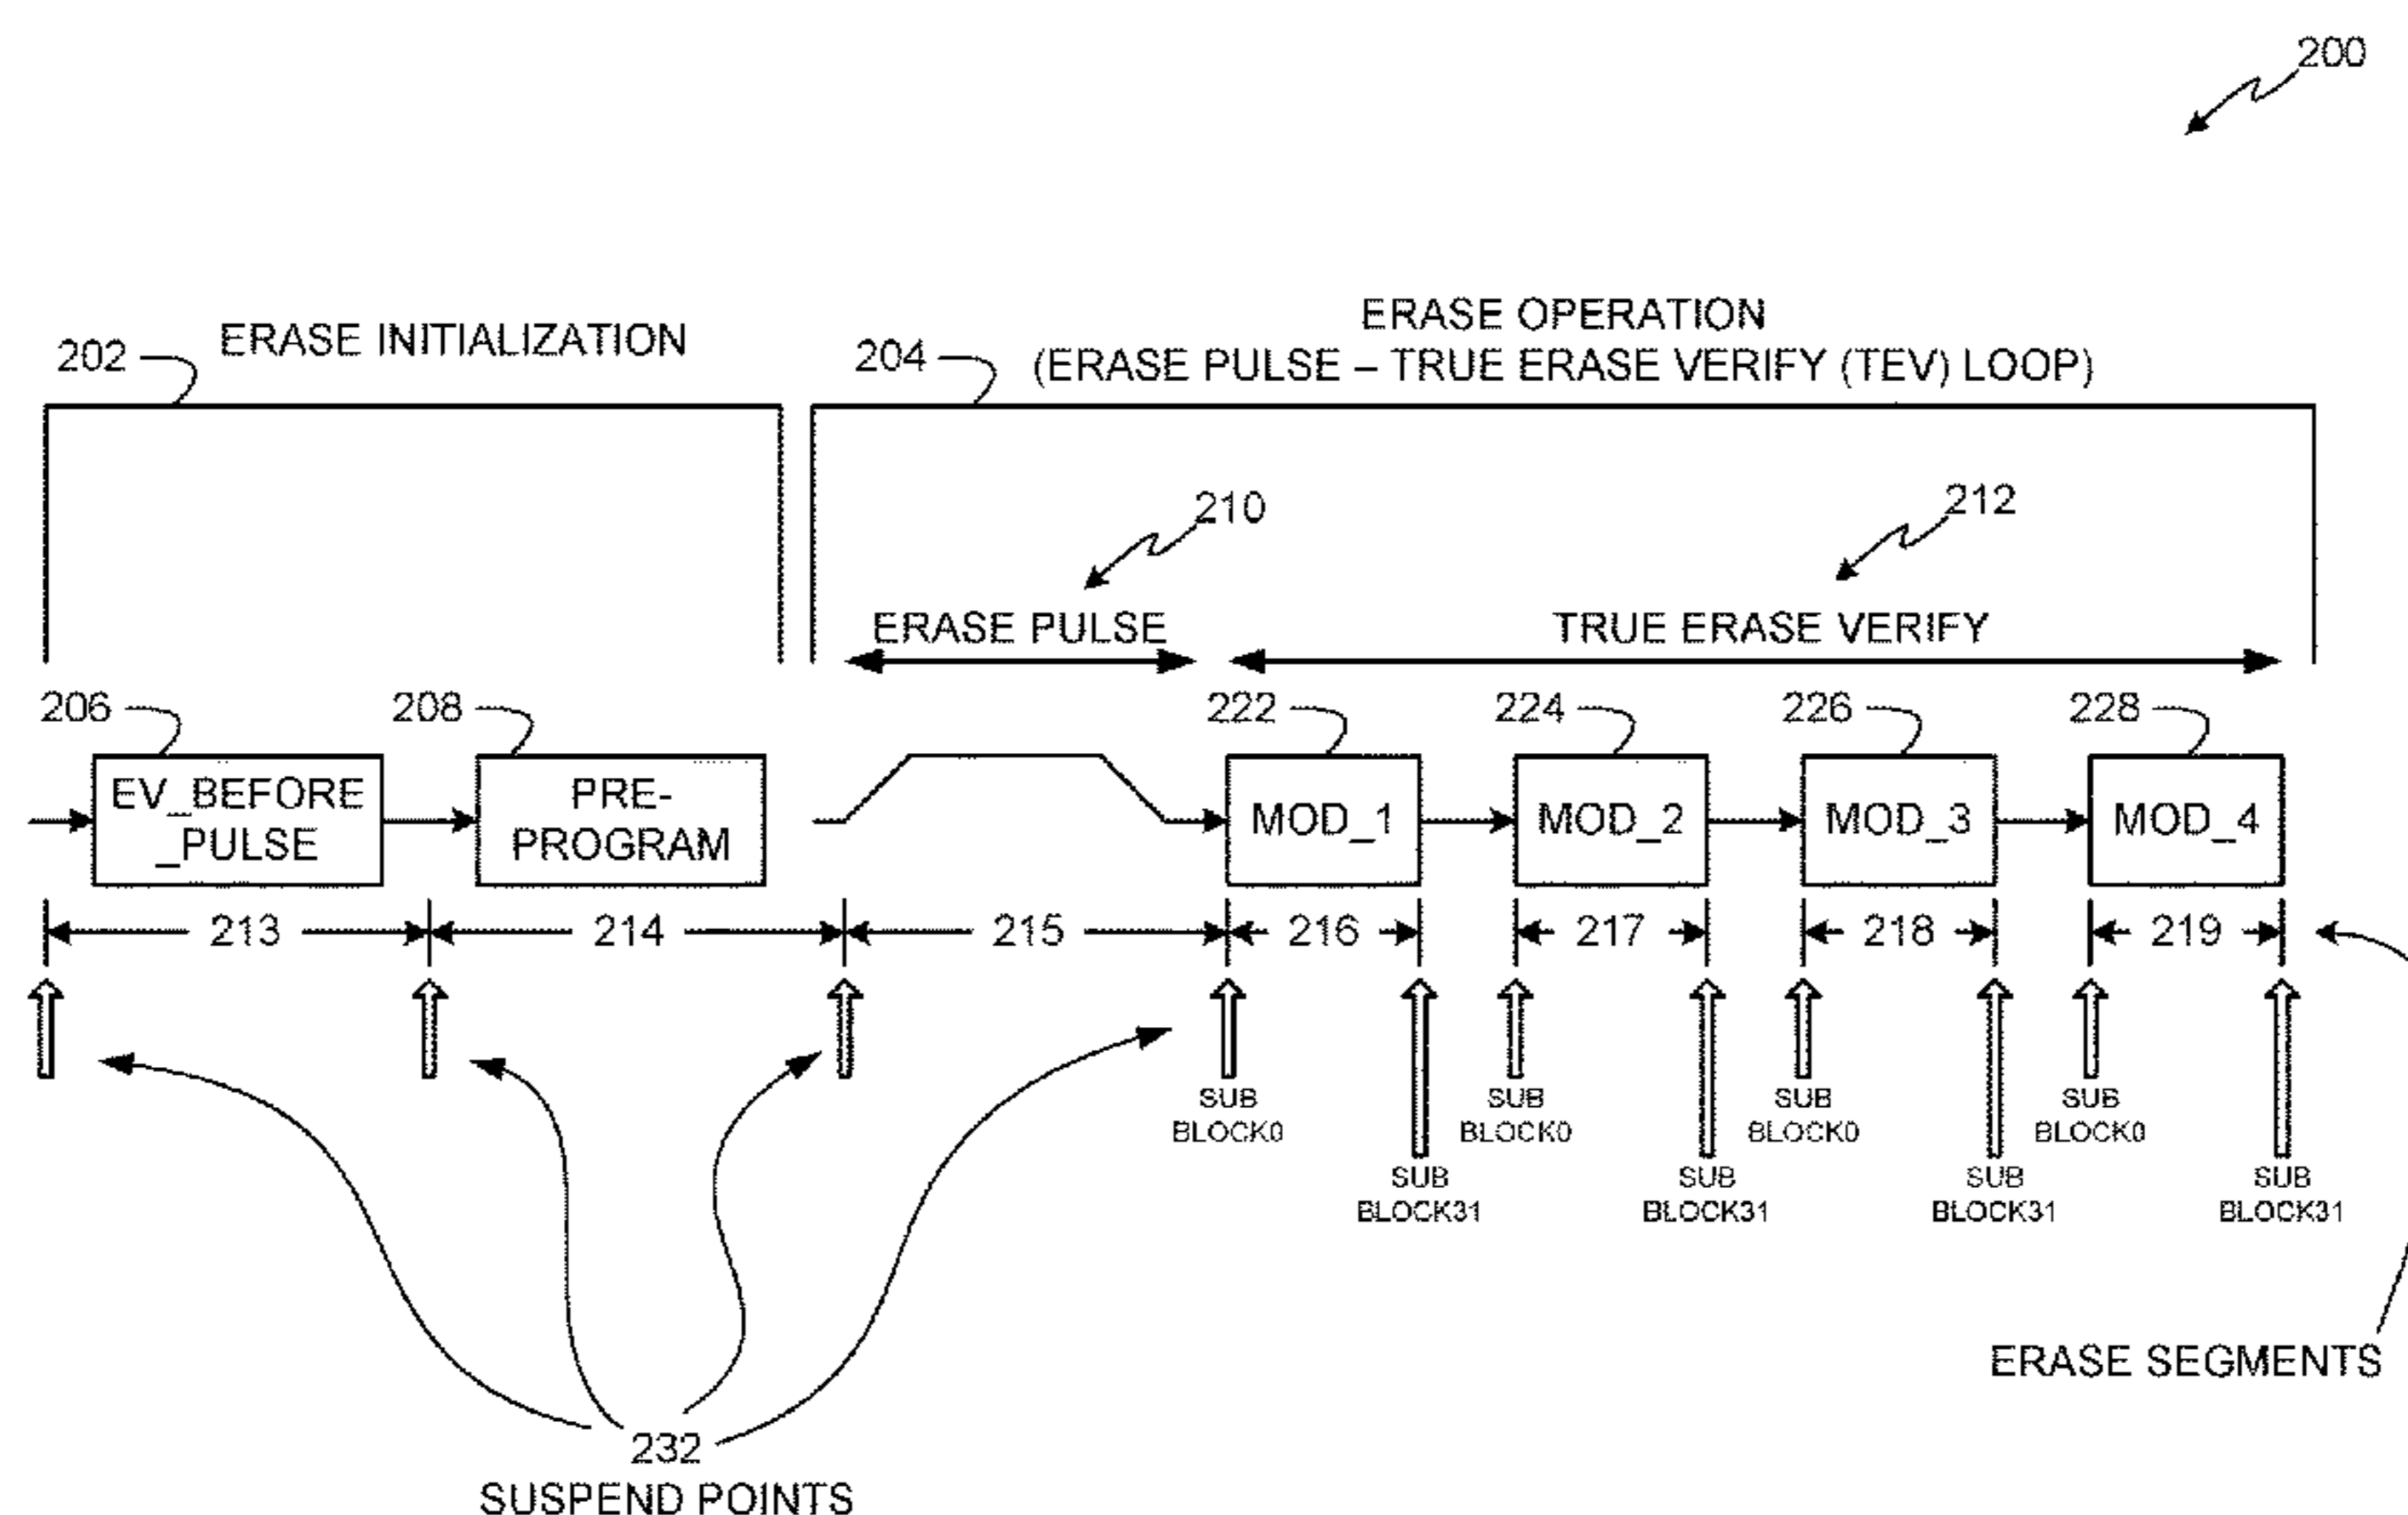 200
ERASE OPERATION
202 ERASE INITIALIZATION 204 (ERASE PULSE – TRUE ERASE VERIFY (TEV) LOOP)
210 212
ERASE PULSE TRUE ERASE VERIFY
206 208 222 224 226 228
EV_BEFORE
_PULSE
PRE-
PROGRAM
MOD_1 MOD_2 MOD_3 MOD_4
213 214 215 216 217 218 219
SUB SUB SUB SUB
BLOCK0 BLOCK0 BLOCK0 BLOCK0
SUB SUB SUB SUB
BLOCK31 BLOCK31 BLOCK31 BLOCK31
ERASE SEGMENTS
232
SUSPEND POINTS